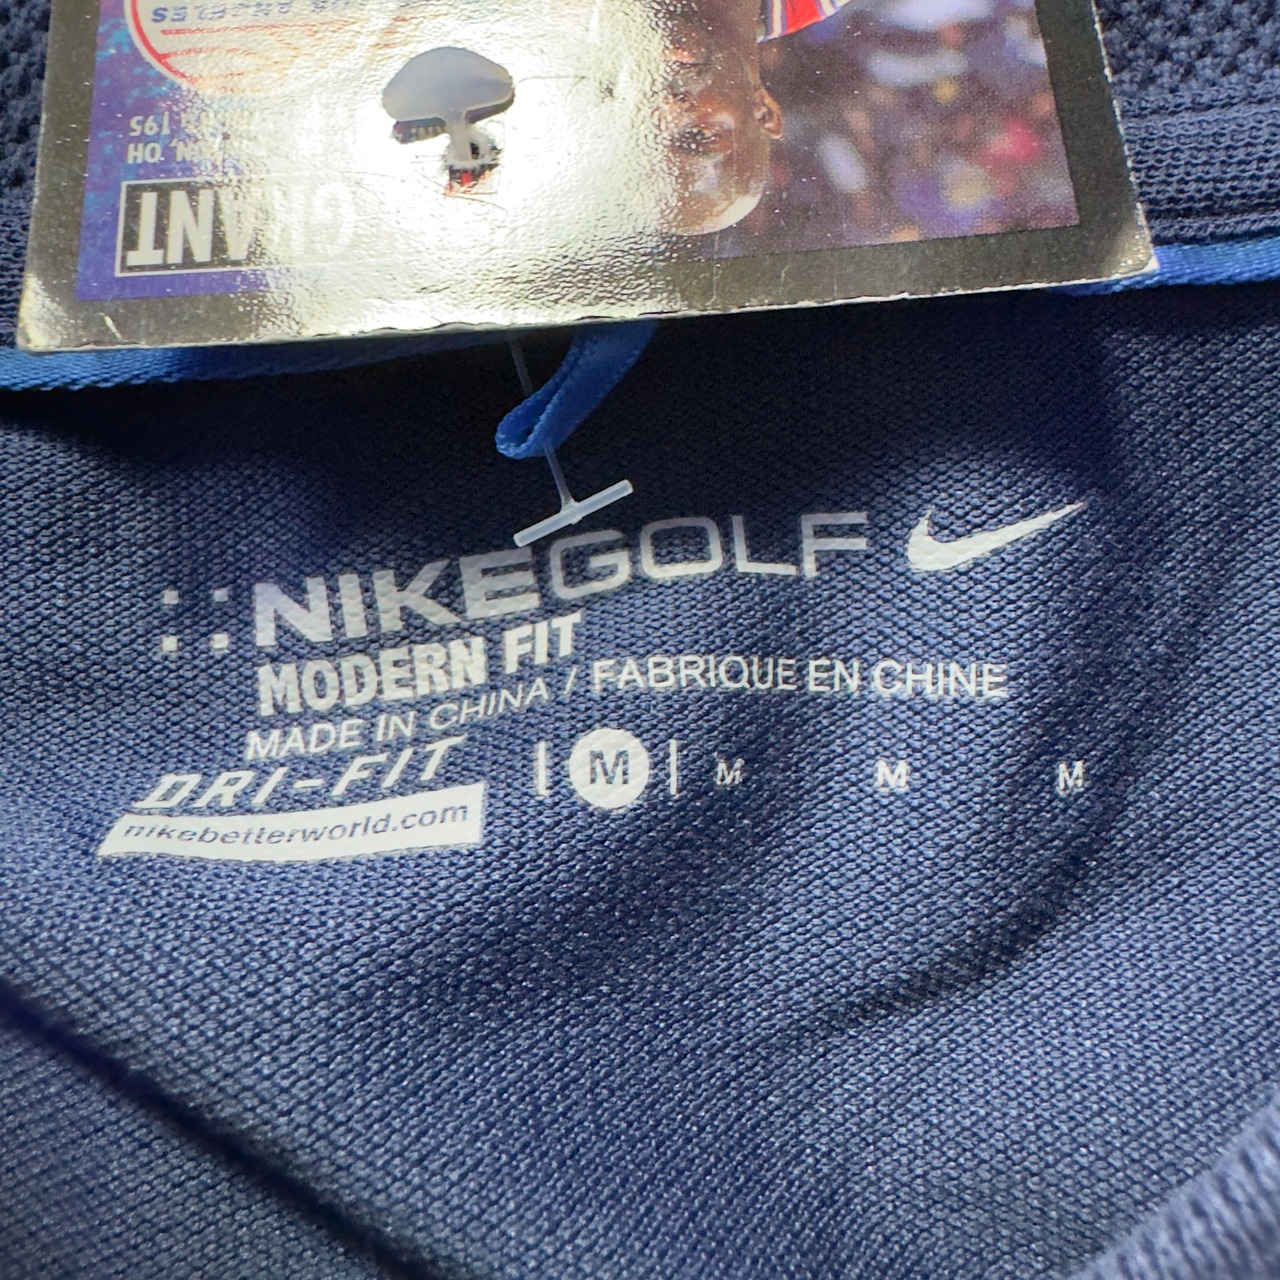 GRANT
NIKEGOLF
MODERN FIT
MADE IN CHINA / FABRIQUE EN CHINE
DRI-FIT
| M | M M M
nikebetterworld.com